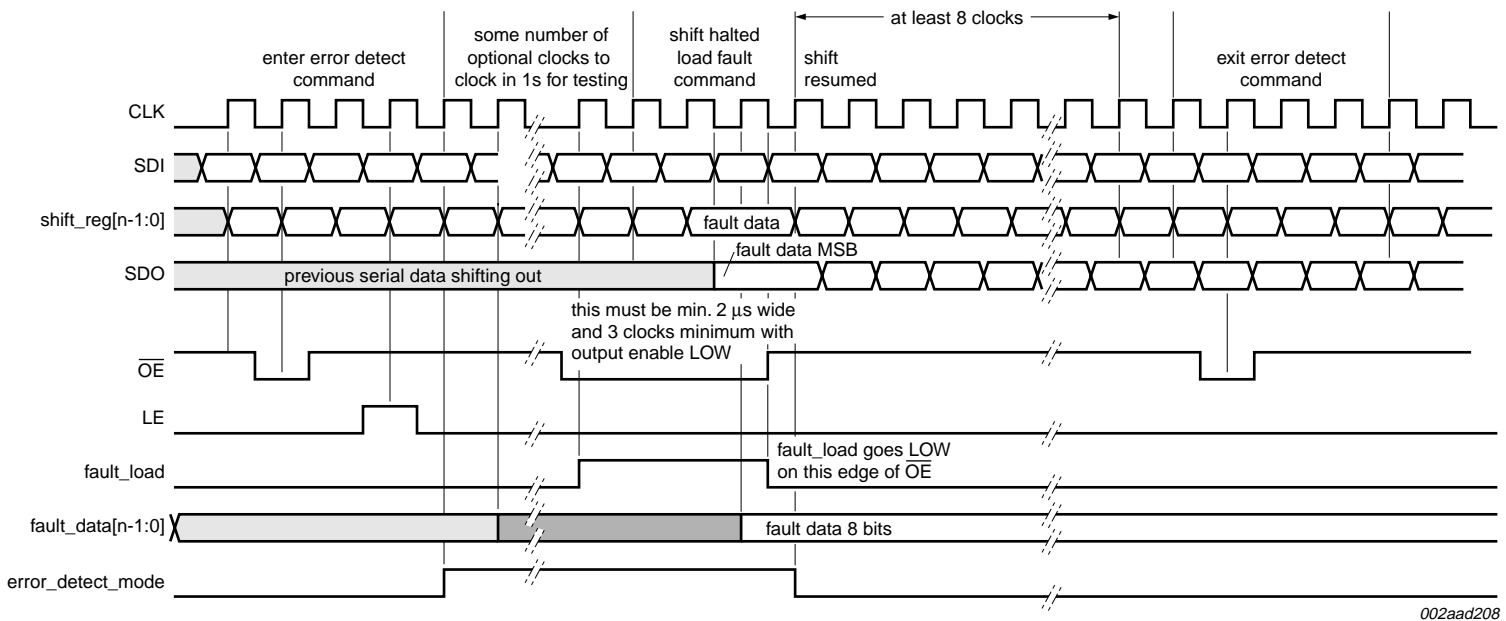 at least 8 clocks
some number of
optional clocks to
clock in 1s for testing
shift halted
load fault
command
enter error detect
command
shift
resumed
exit error detect
command
CLK
SDI
shift_reg[n-1:0]
fault data
fault data MSB
SDO
previous serial data shifting out
this must be min. 2 μs wide
and 3 clocks minimum with
output enable LOW
OE
LE
fault_load goes LOW
on this edge of OE
fault_load
fault_data[n-1:0]
fault data 8 bits
error_detect_mode
002aad208